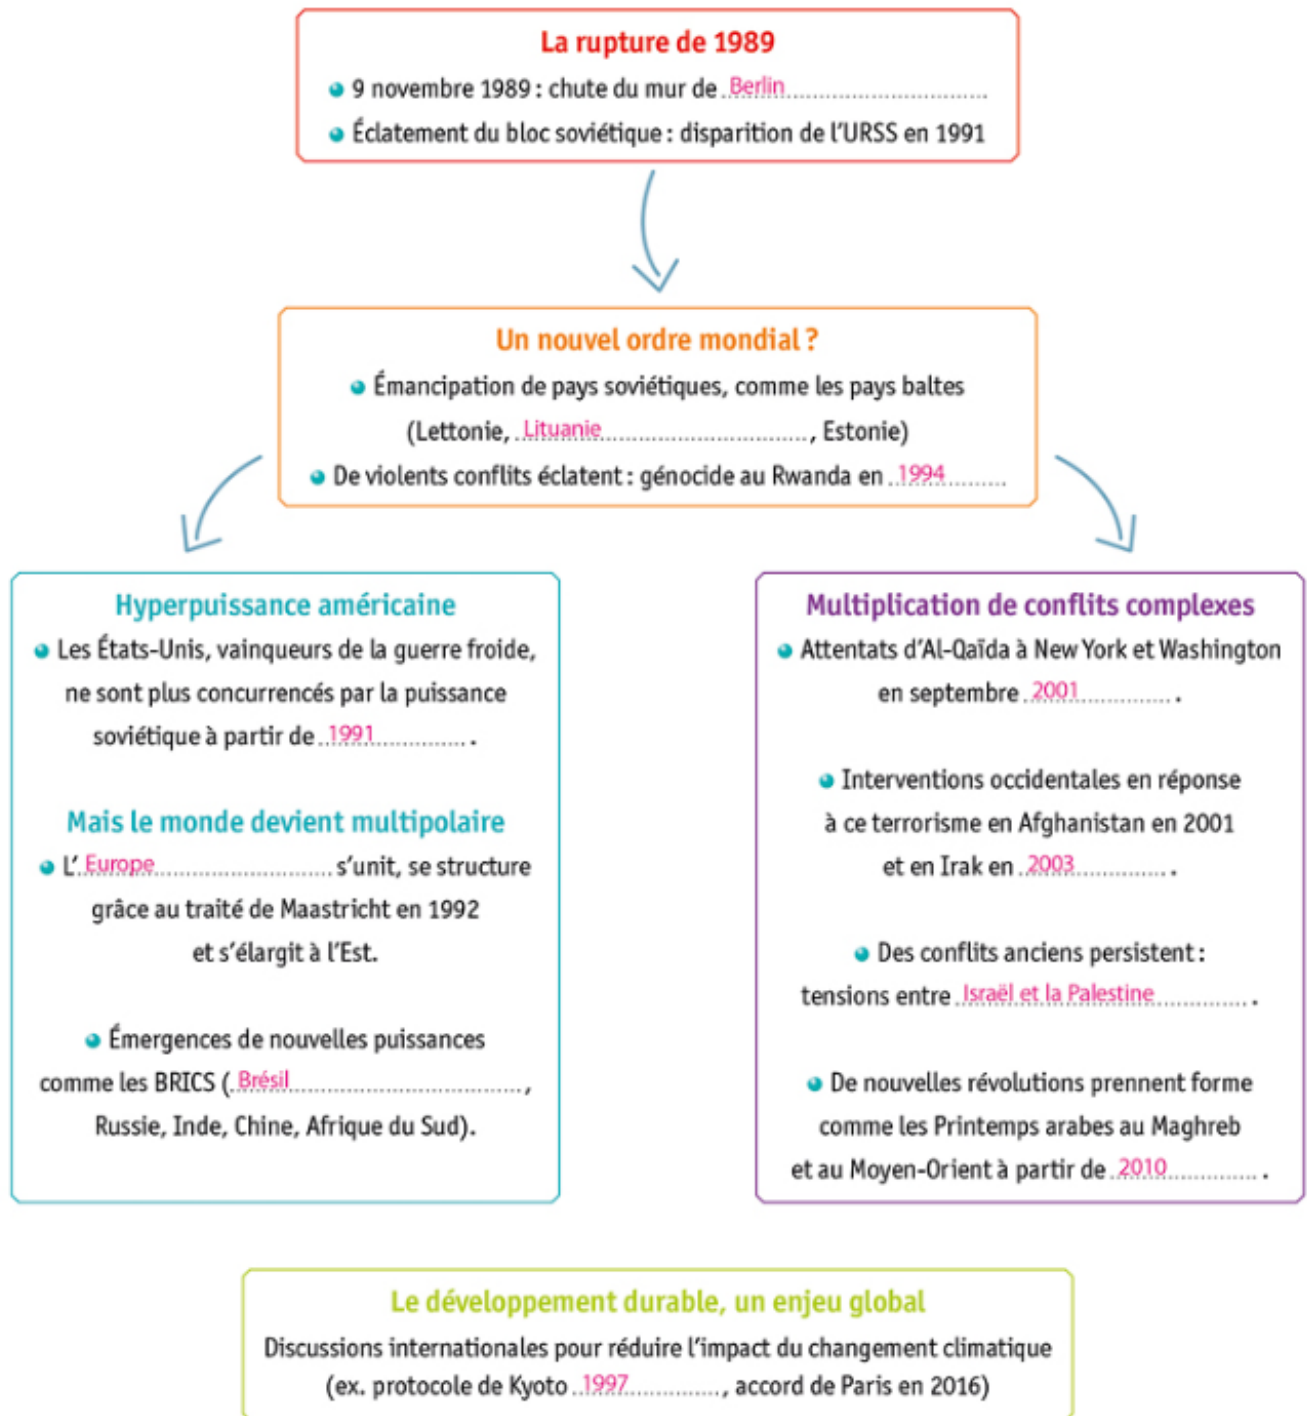 La rupture de 1989
9 novembre 1989 : chute du mur de Berlin
Éclatement du bloc soviétique : disparition de l'URSS en 1991
Un nouvel ordre mondial ?
Émancipation de pays soviétiques, comme les pays baltes
(Lettonie, Lituanie, Estonie)
De violents conflits éclatent : génocide au Rwanda en 1994
Hyperpuissance américaine
Les États-Unis, vainqueurs de la guerre froide,
ne sont plus concurrencés par la puissance
soviétique à partir de 1991.
Mais le monde devient multipolaire
L'Europe s'unit, se structure
grâce au traité de Maastricht en 1992
et s'élargit à l'Est.
Émergences de nouvelles puissances
comme les BRICS (Brésil,
Russie, Inde, Chine, Afrique du Sud).
Multiplication de conflits complexes
Attentats d'Al-Qaïda à New York et Washington
en septembre 2001.
Interventions occidentales en réponse
à ce terrorisme en Afghanistan en 2001
et en Irak en 2003.
Des conflits anciens persistent :
tensions entre Israël et la Palestine.
De nouvelles révolutions prennent forme
comme les Printemps arabes au Maghreb
et au Moyen-Orient à partir de 2010.
Le développement durable, un enjeu global
Discussions internationales pour réduire l'impact du changement climatique
(ex. protocole de Kyoto 1997, accord de Paris en 2016)